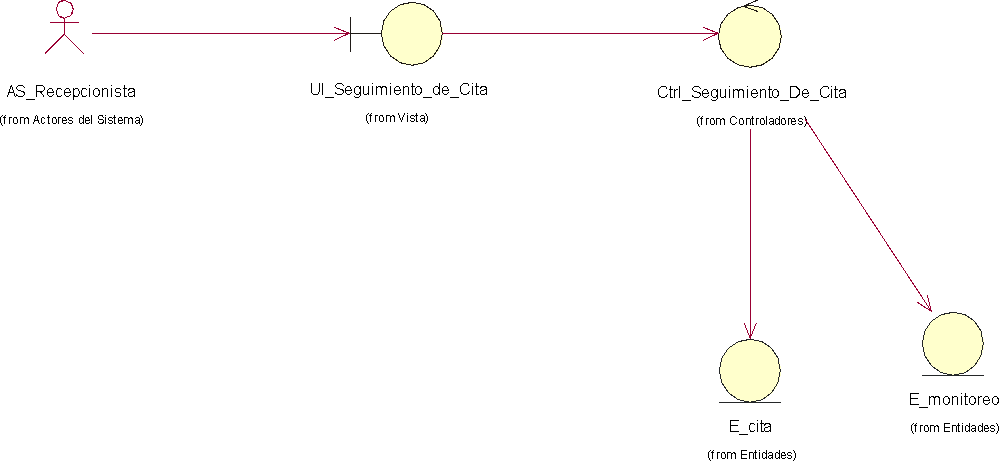 AS_Recepcionista
(from Actores del Sistema)
UI_Seguimiento_de_Cita
(from Vista)
Ctrl_Seguimiento_De_Cita
(from Controladores)
E_cita
(from Entidades)
E_monitoreo
(from Entidades)